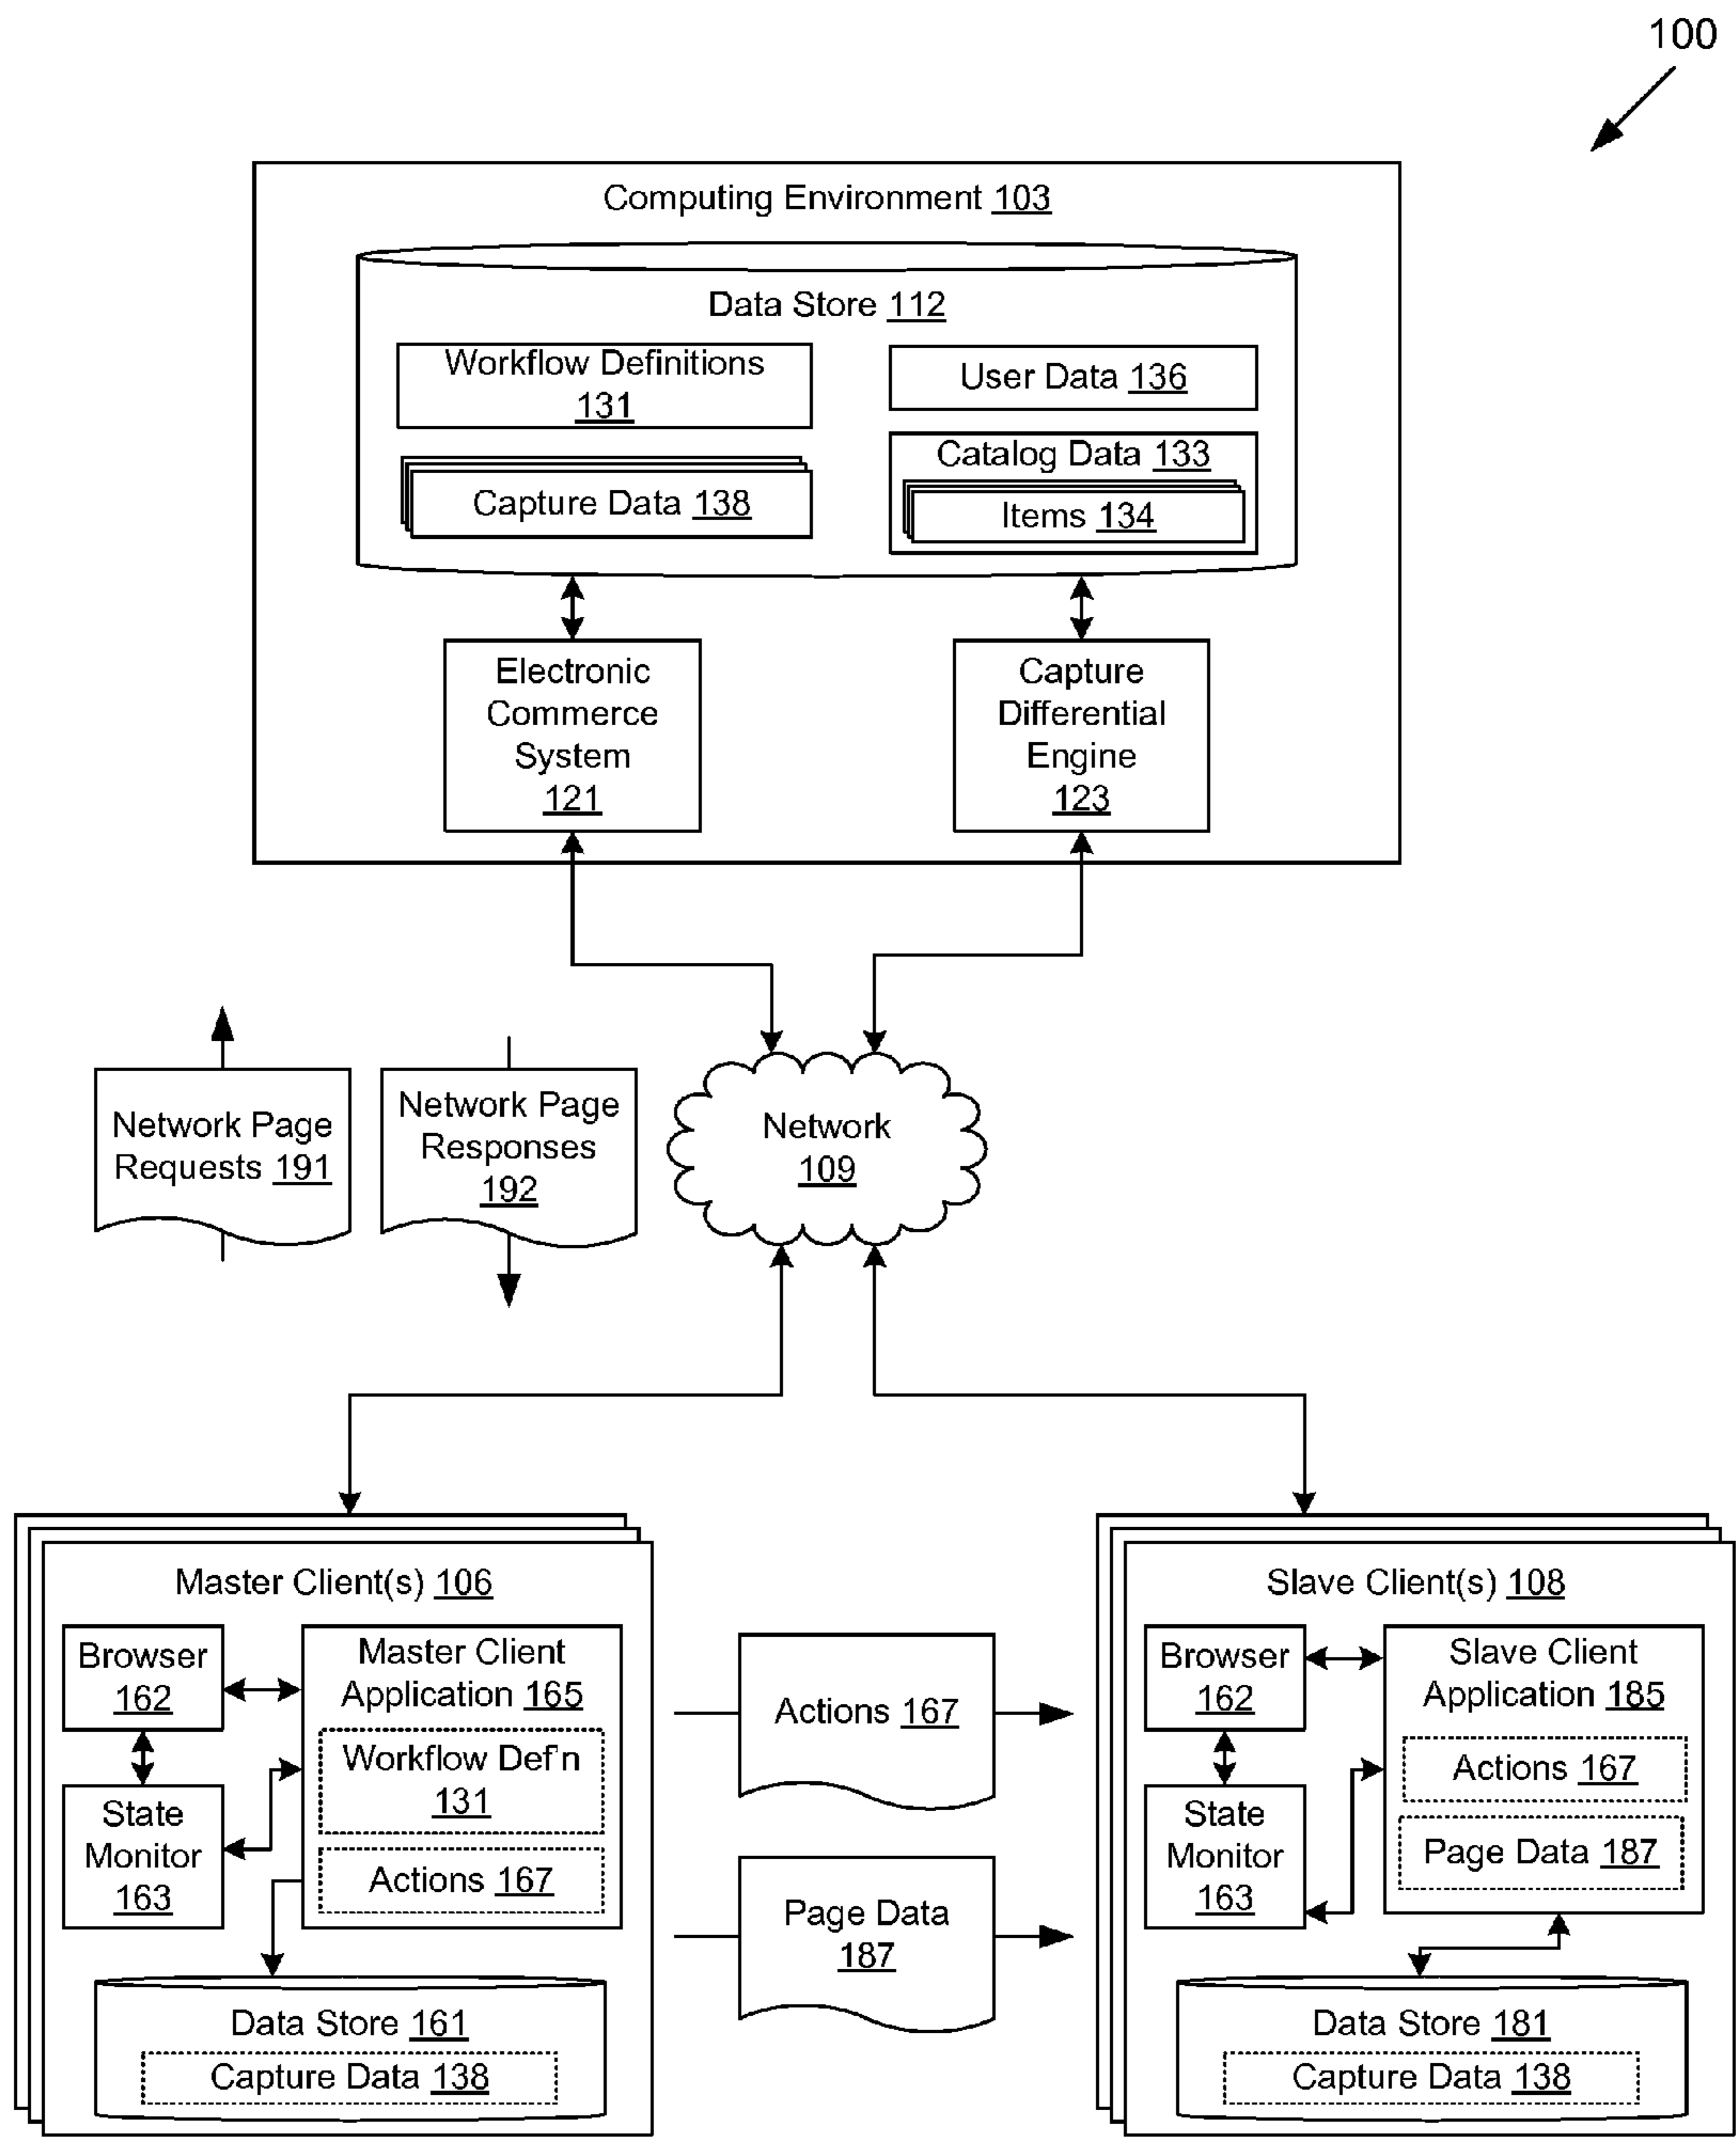 100
Computing Environment 103
Data Store 112
Workflow Definitions
131
User Data 136
Capture Data 138
Catalog Data 133
Items 134
Electronic
Commerce
System
121
Capture
Differential
Engine
123
Network Page
Requests 191
Network Page
Responses
192
Network
109
Master Client(s) 106
Browser
162
Master Client
Application 165
Workflow Def'n
131
State
Monitor
163
Actions 167
Data Store 161
Capture Data 138
Actions 167
Page Data
187
Slave Client(s) 108
Browser
162
Slave Client
Application 185
Actions 167
State
Monitor
163
Page Data 187
Data Store 181
Capture Data 138